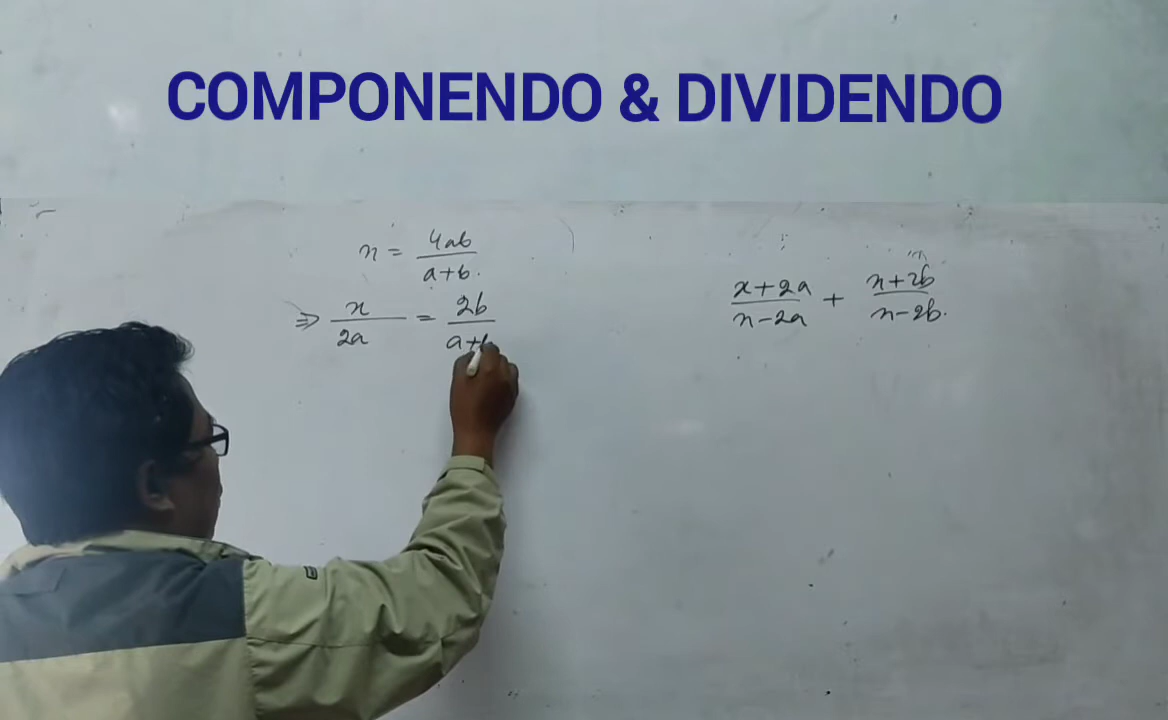 COMPONENDO & DIVIDENDO
x = 4ab / a+b.
⇒ x / 2a = 2b / a+b
x+2a / x-2a + x+2b / x-2b.